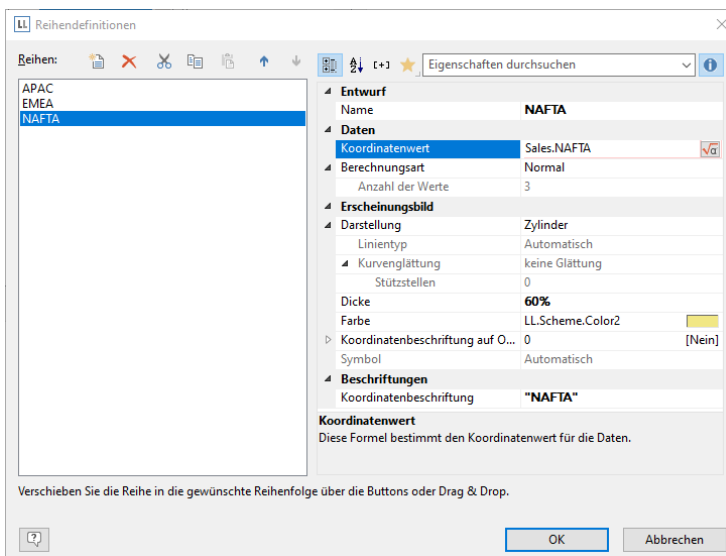 LL Reihendefinitionen
Reihen:
Eigenschaften durchsuchen
APAC
EMEA
NAFTA
Entwurf
Name NAFTA
Daten
Koordinatenwert Sales.NAFTA
Berechnungsart Normal
Anzahl der Werte 3
Erscheinungsbild
Darstellung Zylinder
Linientyp Automatisch
Kurvenglättung keine Glättung
Stützstellen 0
Dicke 60%
Farbe LL.Scheme.Color2
Koordinatenbeschriftung auf O... 0 [Nein]
Symbol Automatisch
Beschriftungen
Koordinatenbeschriftung "NAFTA"
Koordinatenwert
Diese Formel bestimmt den Koordinatenwert für die Daten.
Verschieben Sie die Reihe in die gewünschte Reihenfolge über die Buttons oder Drag & Drop.
OK Abbrechen